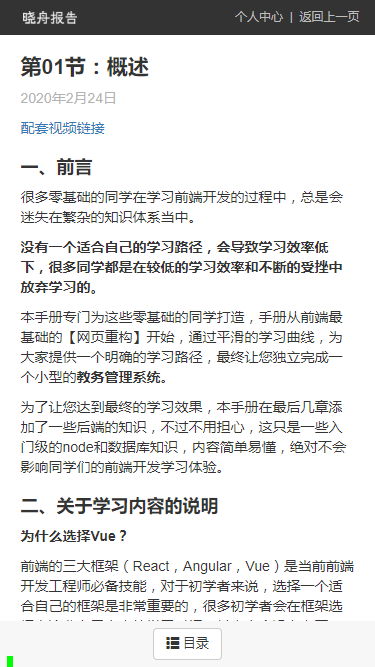 晓舟报告
个人中心 | 返回上一页
第01节：概述
2020年2月24日
配套视频链接
一、前言
很多零基础的同学在学习前端开发的过程中，总是会
迷失在繁杂的知识体系当中。
没有一个适合自己的学习路径，会导致学习效率低
下，很多同学都是在较低的学习效率和不断的受挫中
放弃学习的。
本手册专门为这些零基础的同学打造，手册从前端最
基础的【网页重构】开始，通过平滑的学习曲线，为
大家提供一个明确的学习路径，最终让您独立完成一
个小型的教务管理系统。
为了让您达到最终的学习效果，本手册在最后几章添
加了一些后端的知识，不过不用担心，这只是一些入
门级的node和数据库知识，内容简单易懂，绝对不会
影响同学们的前端开发学习体验。
二、关于学习内容的说明
为什么选择Vue？
前端的三大框架（React，Angular，Vue）是当前前端
开发工程师必备技能，对于初学者来说，选择一个适
合自己的框架是非常重要的，很多初学者会在框架选
目录